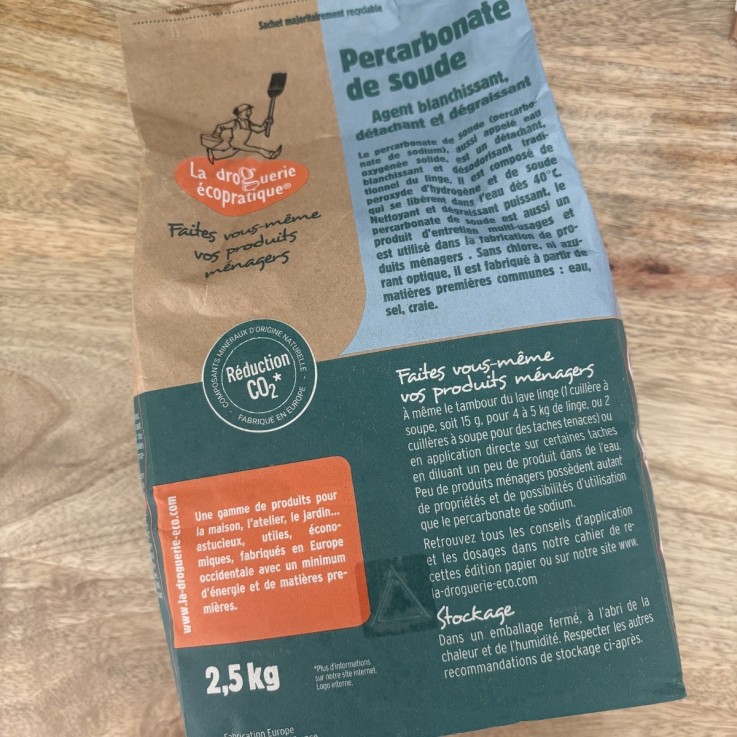 Sachet majoritairement recyclable
Percarbonate
de soude
Agent blanchissant,
détachant et dégraissant
Le percarbonate de soude (percarbo-
nate de sodium), aussi appelé eau
oxygénée solide, est un détachant,
blanchissant et désodorisant tradi-
tionnel du linge. Il est composé de
peroxyde d'hydrogène et de soude
qui se libèrent dans l'eau dès 40°C.
Nettoyant et dégraissant puissant, le
percarbonate de soude est aussi un
produit d'entretien multi-usages et
est utilisé dans la fabrication de pro-
duits ménagers . Sans chlore, ni azu-
rant optique, il est fabriqué à partir de
matières premières communes : eau,
sel, craie.
La droguerie
écopratique®
Faites vous-même
vos produits
ménagers
COMPOSANTS MINÉRAUX D'ORIGINE NATURELLE
Réduction
CO2*
FABRIQUÉ EN EUROPE
Faites vous-même
vos produits ménagers
À même le tambour du lave linge (1 cuillère à
soupe, soit 15 g, pour 4 à 5 kg de linge, ou 2
cuillères à soupe pour des taches tenaces) ou
en application directe sur certaines taches
en diluant un peu de produit dans de l'eau.
Peu de produits ménagers possèdent autant
de propriétés et de possibilités d'utilisation
que le percarbonate de sodium.
Retrouvez tous les conseils d'application
et les dosages dans notre cahier de re-
cettes édition papier ou sur notre site www.
la-droguerie-eco.com
Stockage
Dans un emballage fermé, à l'abri de la
chaleur et de l'humidité. Respecter les autres
recommandations de stockage ci-après.
www.la-droguerie-eco.com
Une gamme de produits pour
la maison, l'atelier, le jardin...
astucieux, utiles, écono-
miques, fabriqués en Europe
occidentale avec un minimum
d'énergie et de matières pre-
mières.
2,5 kg
*Plus d'informations
sur notre site internet.
Logo interne.
Fabrication Europe